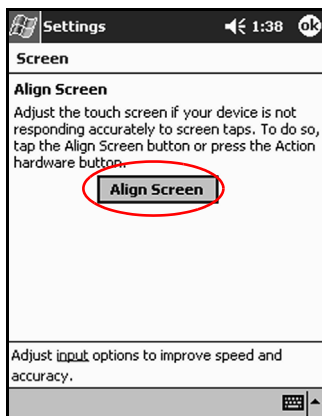 Settings 1:38 ok
Screen
Align Screen
Adjust the touch screen if your device is not
responding accurately to screen taps. To do so,
tap the Align Screen button or press the Action
hardware button.
Align Screen
Adjust input options to improve speed and
accuracy.